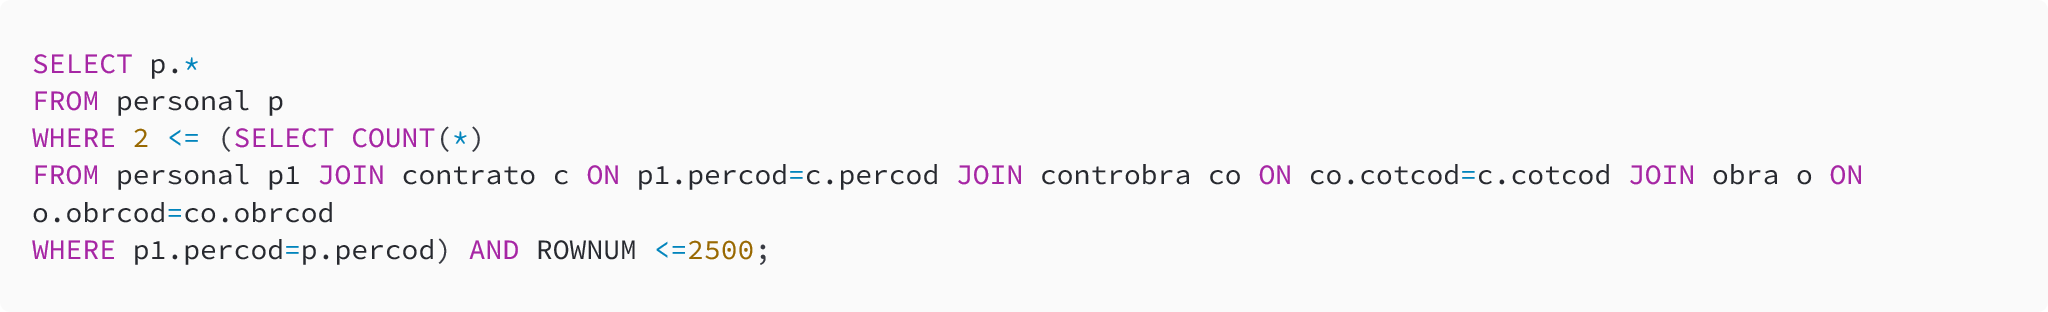 SELECT p.*
FROM personal p
WHERE 2 <= (SELECT COUNT(*)
FROM personal p1 JOIN contrato c ON p1.percod=c.percod JOIN controbra co ON co.cotcod=c.cotcod JOIN obra o ON
o.obrcod=co.obrcod
WHERE p1.percod=p.percod) AND ROWNUM <=2500;